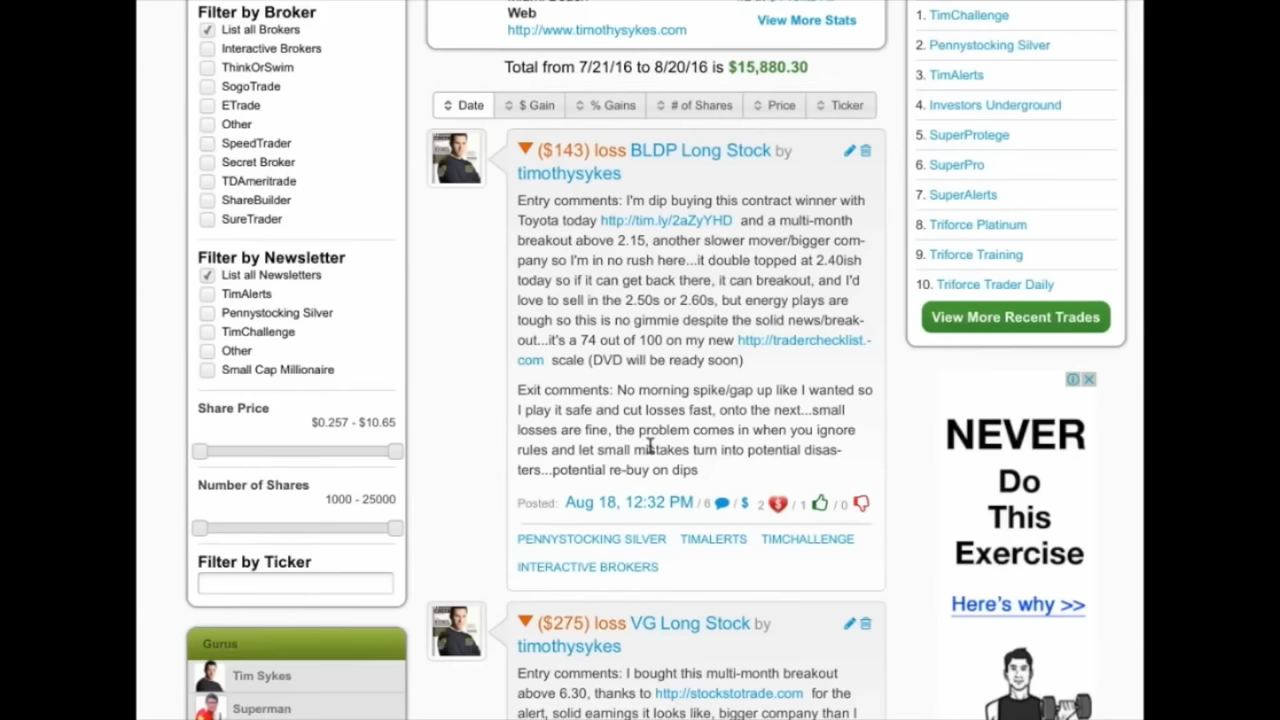 Filter by Broker
List all Brokers
Interactive Brokers
ThinkOrSwim
SogoTrade
ETrade
Other
SpeedTrader
Secret Broker
TDAmeritrade
ShareBuilder
SureTrader
Filter by Newsletter
List all Newsletters
TimAlerts
Pennystocking Silver
TimChallenge
Other
Small Cap Millionaire
Share Price
$0.257 - $10.65
Number of Shares
1000 - 25000
Filter by Ticker
Gurus
Tim Sykes
Superman
Web
http://www.timothysykes.com
View More Stats
Total from 7/21/16 to 8/20/16 is $15,880.30
Date $ Gain % Gains # of Shares Price Ticker
($143) loss BLDP Long Stock by
timothysykes
Entry comments: I'm dip buying this contract winner with
Toyota today http://tim.ly/2aZyYHD and a multi-month
breakout above 2.15, another slower mover/bigger com-
pany so I'm in no rush here...it double topped at 2.40ish
today so if it can get back there, it can breakout, and I'd
love to sell in the 2.50s or 2.60s, but energy plays are
tough so this is no gimmie despite the solid news/break-
out...it's a 74 out of 100 on my new http://traderchecklist.-
com scale (DVD will be ready soon)
Exit comments: No morning spike/gap up like I wanted so
I play it safe and cut losses fast, onto the next...small
losses are fine, the problem comes in when you ignore
rules and let small mistakes turn into potential disas-
ters...potential re-buy on dips
Posted: Aug 18, 12:32 PM / 6 / $ 2 $ / 1 / 0
PENNYSTOCKING SILVER TIMALERTS TIMCHALLENGE
INTERACTIVE BROKERS
($275) loss VG Long Stock by
timothysykes
Entry comments: I bought this multi-month breakout
above 6.30, thanks to http://stockstotrade.com for the
alert, solid earnings it looks like, bigger company than I
1. TimChallenge
2. Pennystocking Silver
3. TimAlerts
4. Investors Underground
5. SuperProtege
6. SuperPro
7. SuperAlerts
8. Triforce Platinum
9. Triforce Training
10. Triforce Trader Daily
View More Recent Trades
NEVER
Do
This
Exercise
Here's why >>